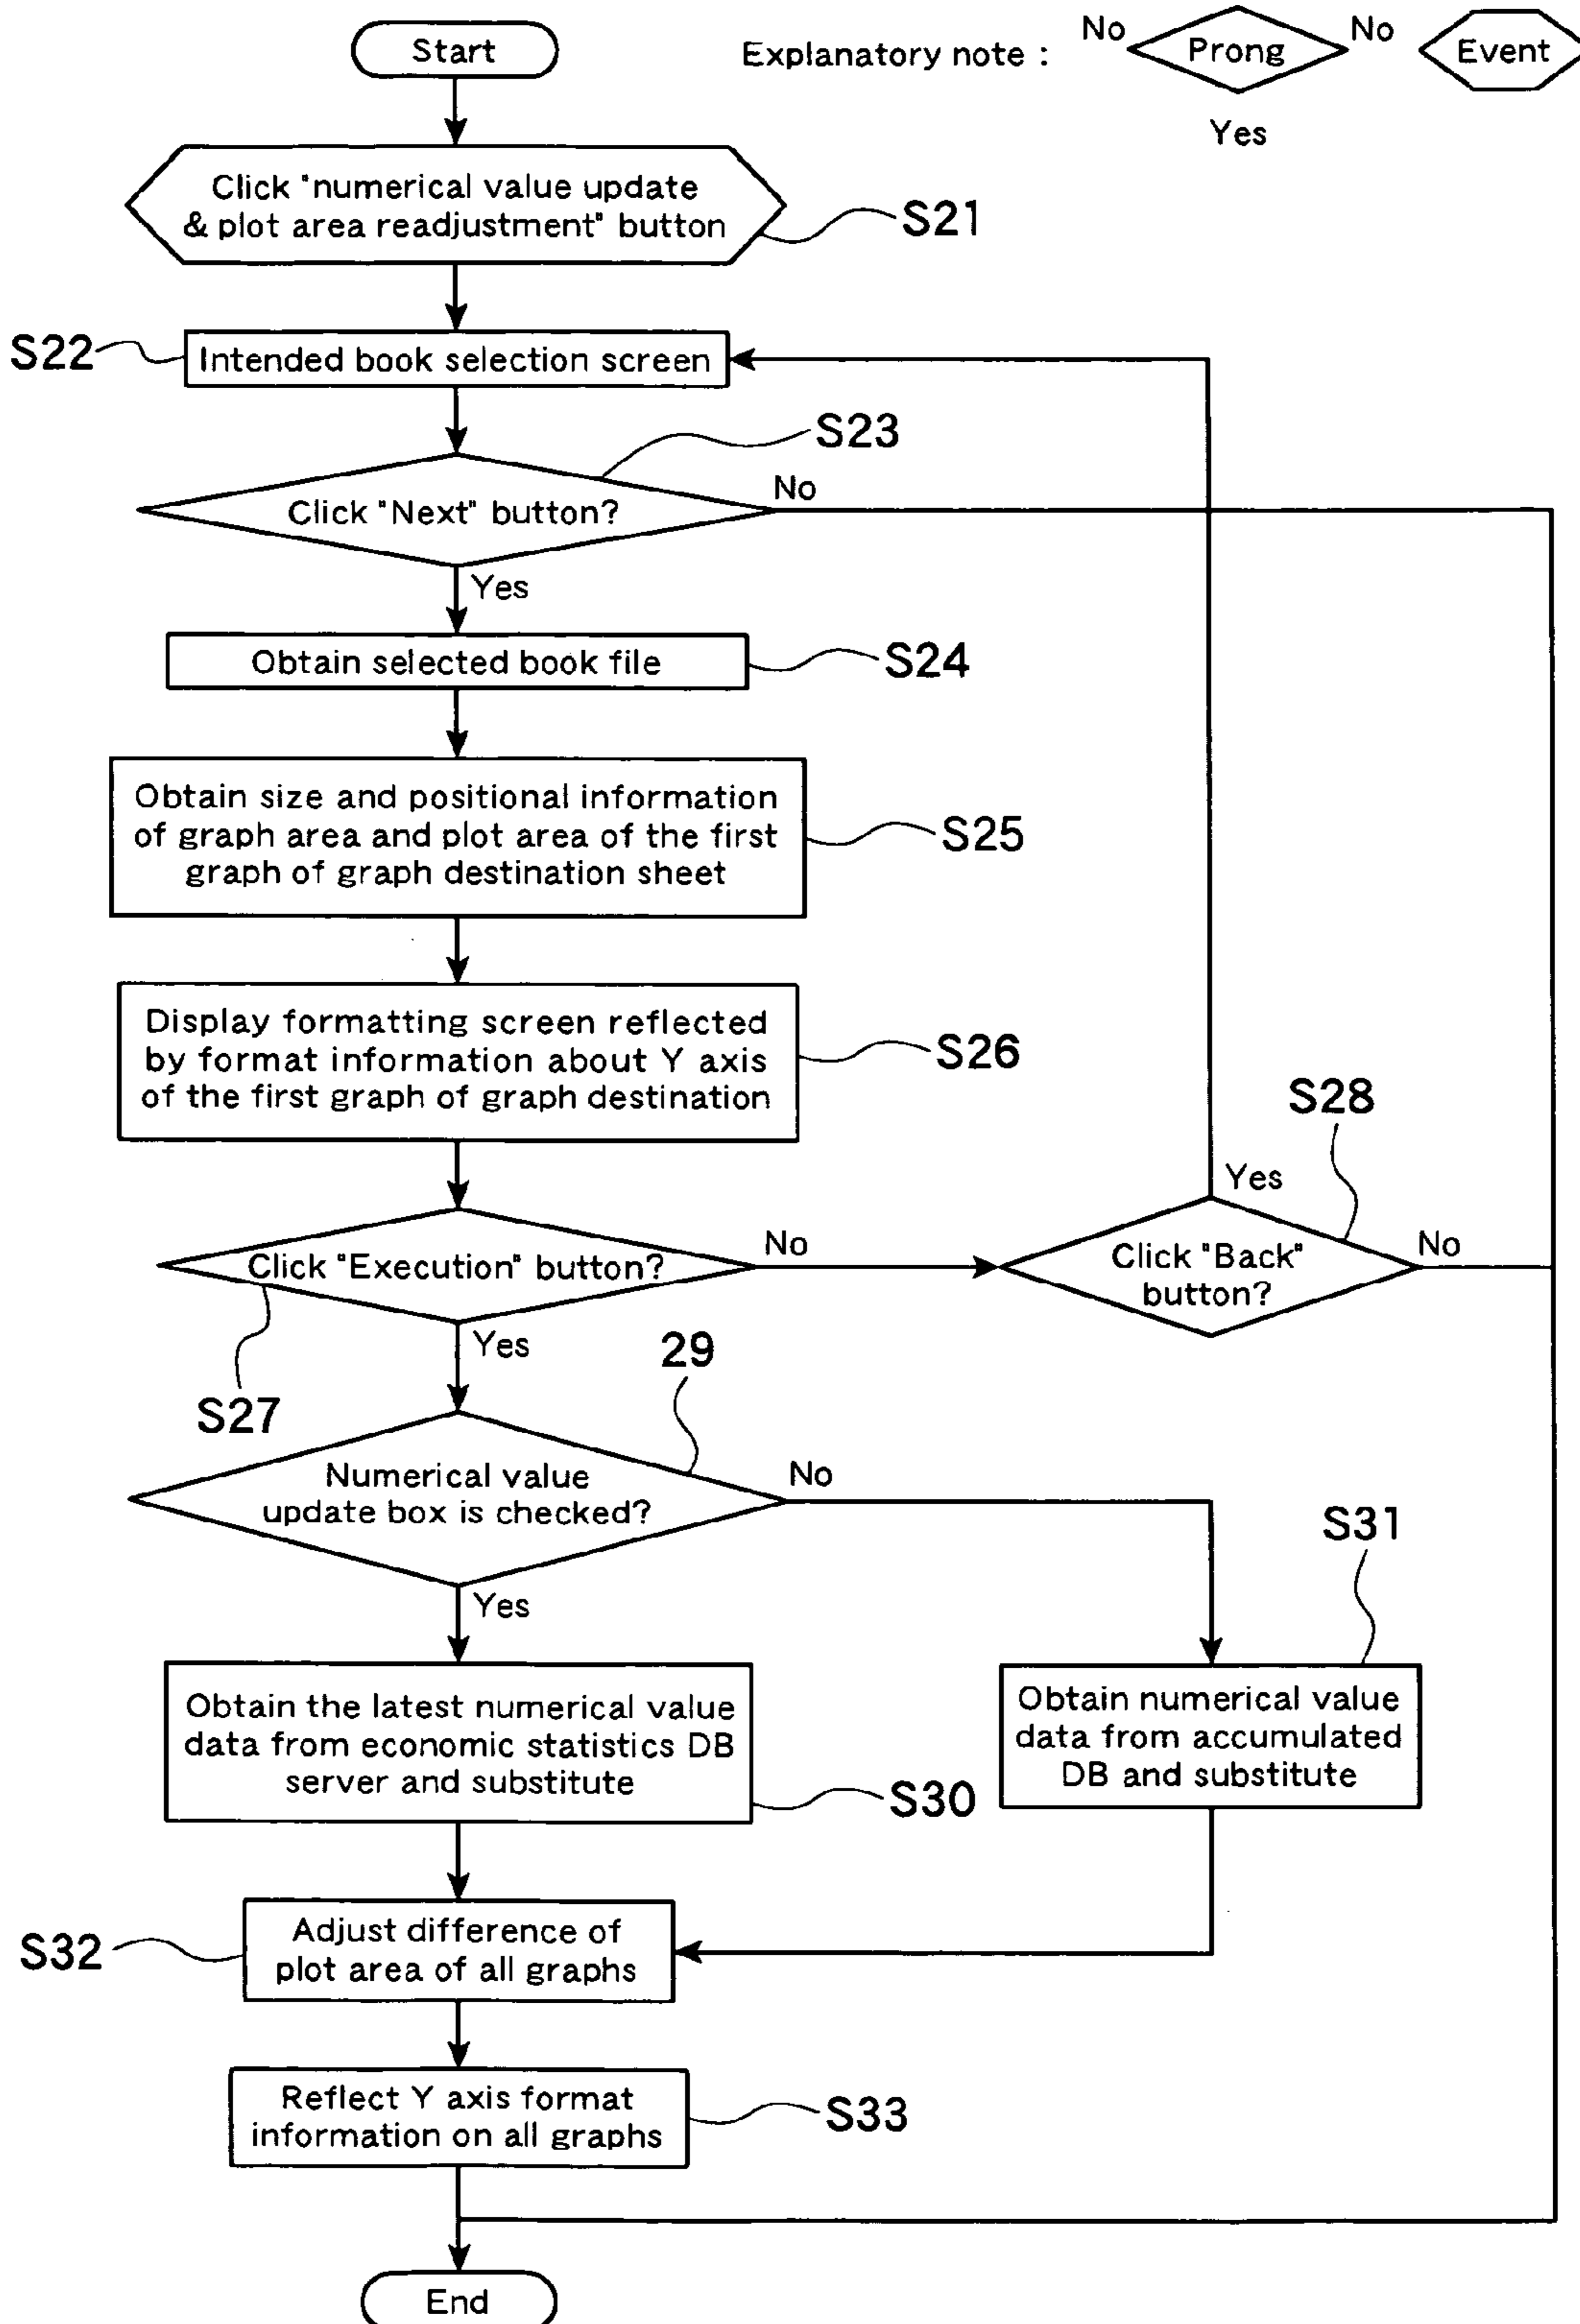 Start
Explanatory note :
No
Prong
No
Event
Yes
Click "numerical value update
& plot area readjustment" button
S21
S22
Intended book selection screen
S23
Click "Next" button?
No
Yes
Obtain selected book file
S24
Obtain size and positional information
of graph area and plot area of the first
graph of graph destination sheet
S25
Display formatting screen reflected
by format information about Y axis
of the first graph of graph destination
S26
S28
Yes
Click "Execution" button?
No
Click "Back"
button?
No
Yes
S27
29
Numerical value
update box is checked?
No
S31
Yes
Obtain the latest numerical value
data from economic statistics DB
server and substitute
S30
Obtain numerical value
data from accumulated
DB and substitute
S32
Adjust difference of
plot area of all graphs
Reflect Y axis format
information on all graphs
S33
End